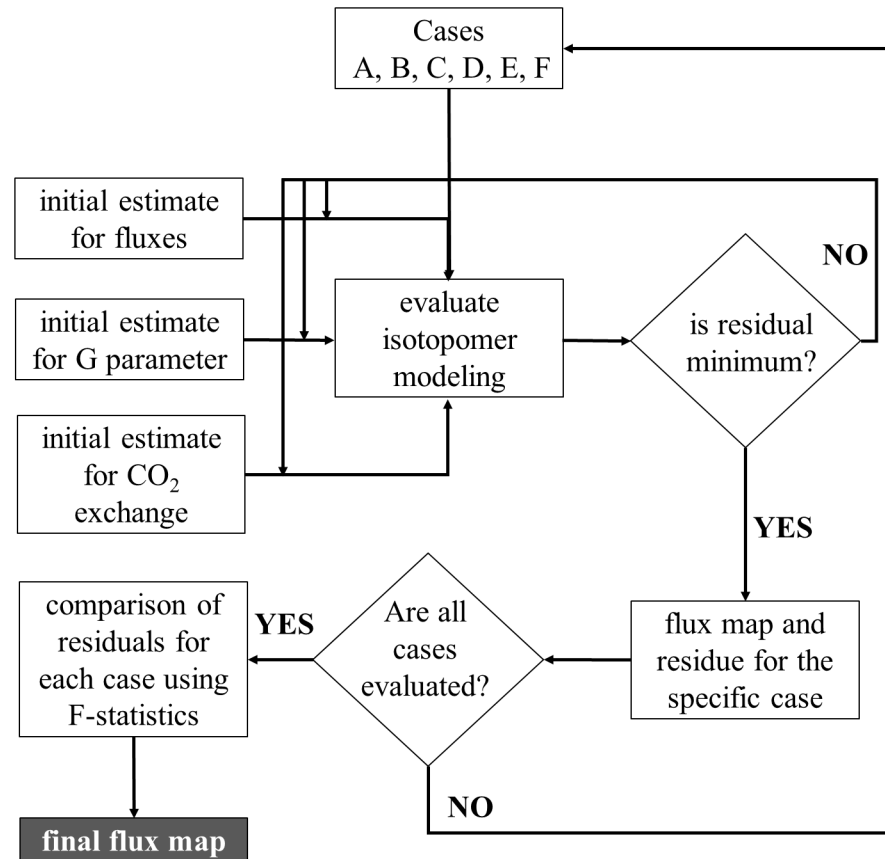 Cases
A, B, C, D, E, F
initial estimate
for fluxes
initial estimate
for G parameter
initial estimate
for CO₂
exchange
evaluate
isotopomer
modeling
is residual
minimum?
NO
YES
flux map and
residue for the
specific case
Are all
cases
evaluated?
YES
NO
comparison of
residuals for
each case using
F-statistics
final flux map